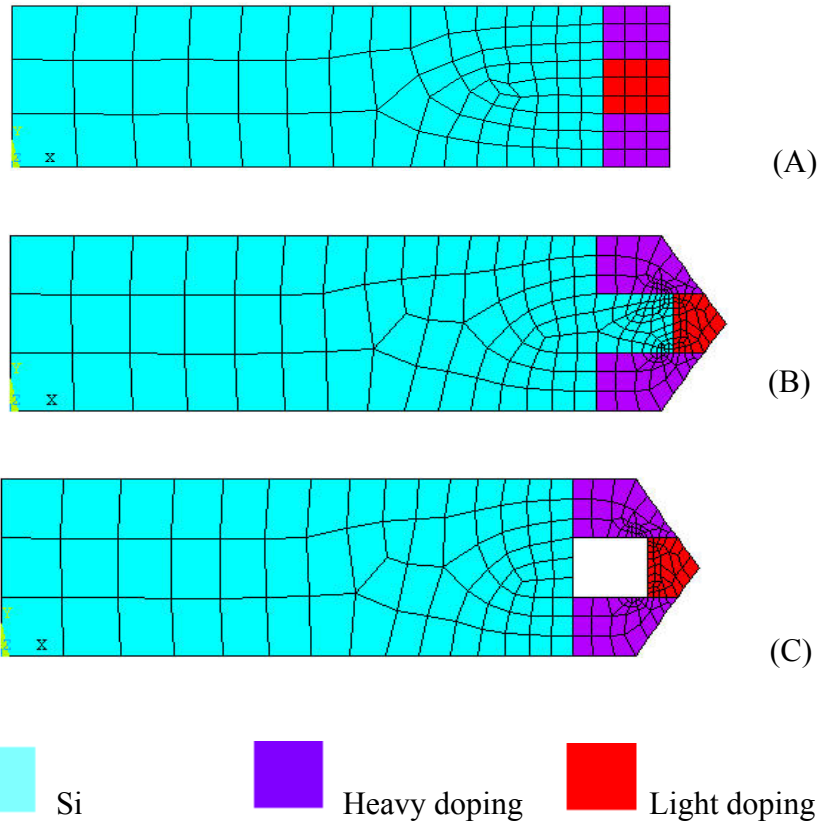 Y
Z X
(A)
Y
Z X
(B)
Y
Z X
(C)
Si Heavy doping Light doping